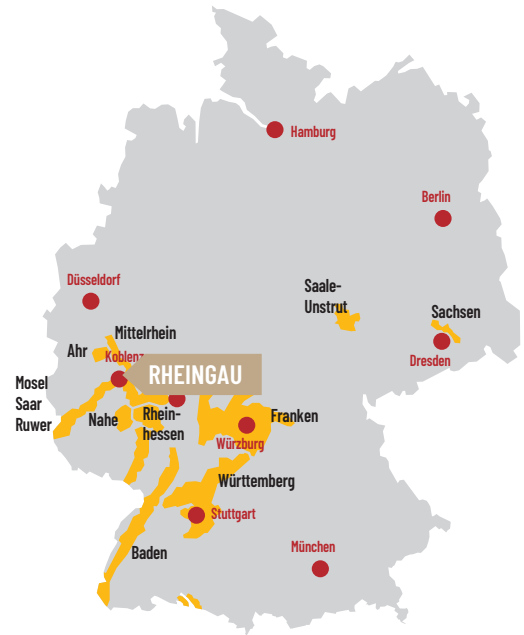 Hamburg
Berlin
Düsseldorf
Saale-
Unstrut
Sachsen
Mittelrhein
Ahr
Koblenz
Dresden
RHEINGAU
Mosel
Saar
Ruwer
Nahe
Rhein-
hessen
Franken
Würzburg
Württemberg
Stuttgart
Baden
München